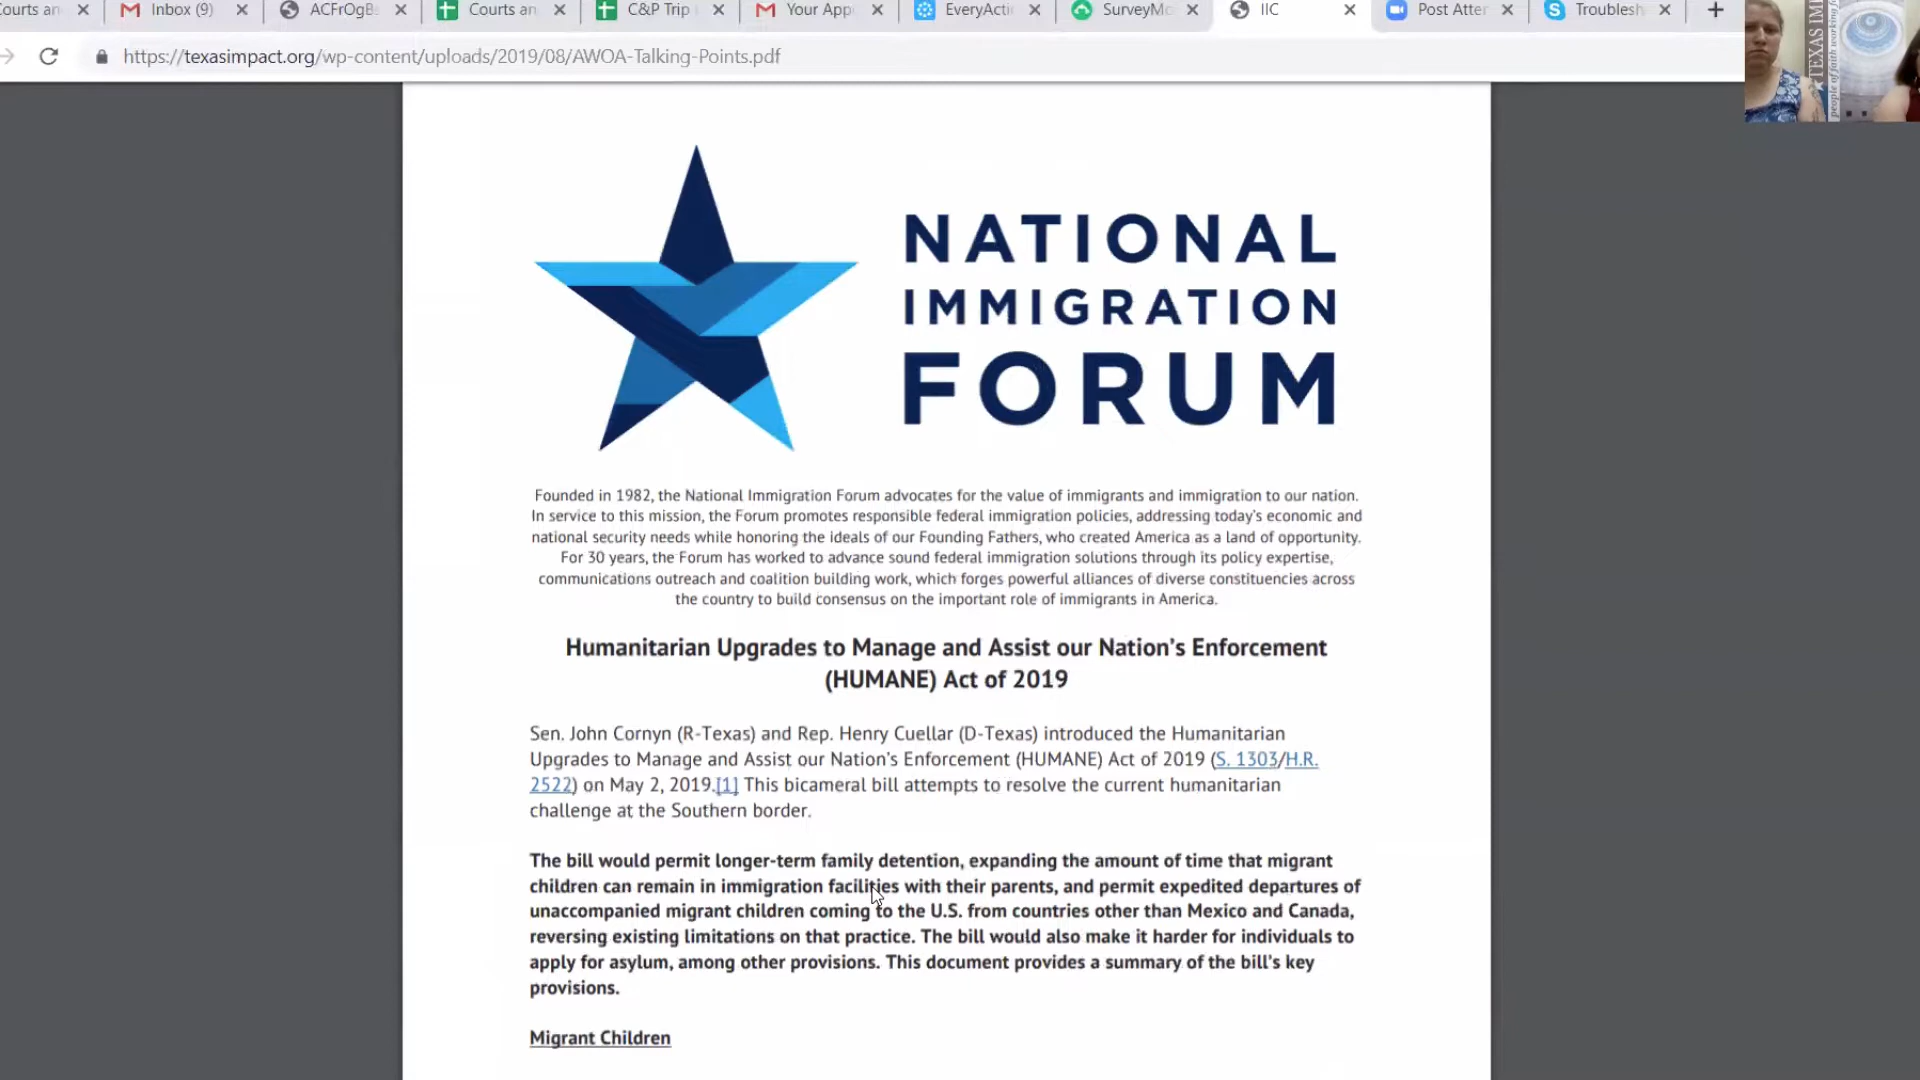 Courts an
Inbox (9)
ACFrOgBs
Courts an
C&P Trip
Your App
EveryActi
SurveyMo
IIC
Post Atter
Troublesh
https://texasimpact.org/wp-content/uploads/2019/08/AWOA-Talking-Points.pdf
TEXAS IM
people of faith working fo
NATIONAL
IMMIGRATION
FORUM
Founded in 1982, the National Immigration Forum advocates for the value of immigrants and immigration to our nation.
In service to this mission, the Forum promotes responsible federal immigration policies, addressing today's economic and
national security needs while honoring the ideals of our Founding Fathers, who created America as a land of opportunity.
For 30 years, the Forum has worked to advance sound federal immigration solutions through its policy expertise,
communications outreach and coalition building work, which forges powerful alliances of diverse constituencies across
the country to build consensus on the important role of immigrants in America.
Humanitarian Upgrades to Manage and Assist our Nation's Enforcement
(HUMANE) Act of 2019
Sen. John Cornyn (R-Texas) and Rep. Henry Cuellar (D-Texas) introduced the Humanitarian
Upgrades to Manage and Assist our Nation's Enforcement (HUMANE) Act of 2019 (S. 1303/H.R.
2522) on May 2, 2019.[1] This bicameral bill attempts to resolve the current humanitarian
challenge at the Southern border.
The bill would permit longer-term family detention, expanding the amount of time that migrant
children can remain in immigration facilities with their parents, and permit expedited departures of
unaccompanied migrant children coming to the U.S. from countries other than Mexico and Canada,
reversing existing limitations on that practice. The bill would also make it harder for individuals to
apply for asylum, among other provisions. This document provides a summary of the bill's key
provisions.
Migrant Children